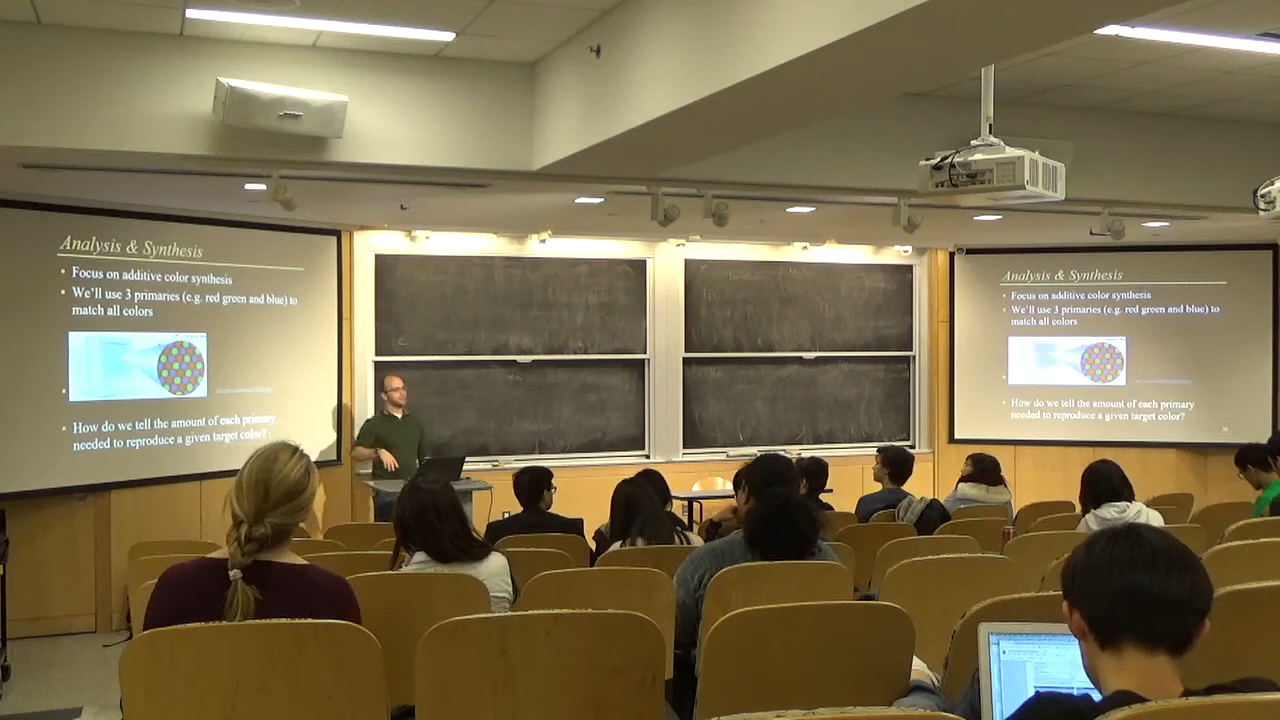 Analysis & Synthesis
• Focus on additive color synthesis
• We'll use 3 primaries (e.g. red green and blue) to
match all colors
• How do we tell the amount of each primary
needed to reproduce a given target color?
Analysis & Synthesis
• Focus on additive color synthesis
• We'll use 3 primaries (e.g. red green and blue) to
match all colors
• How do we tell the amount of each primary
needed to reproduce a given target color?